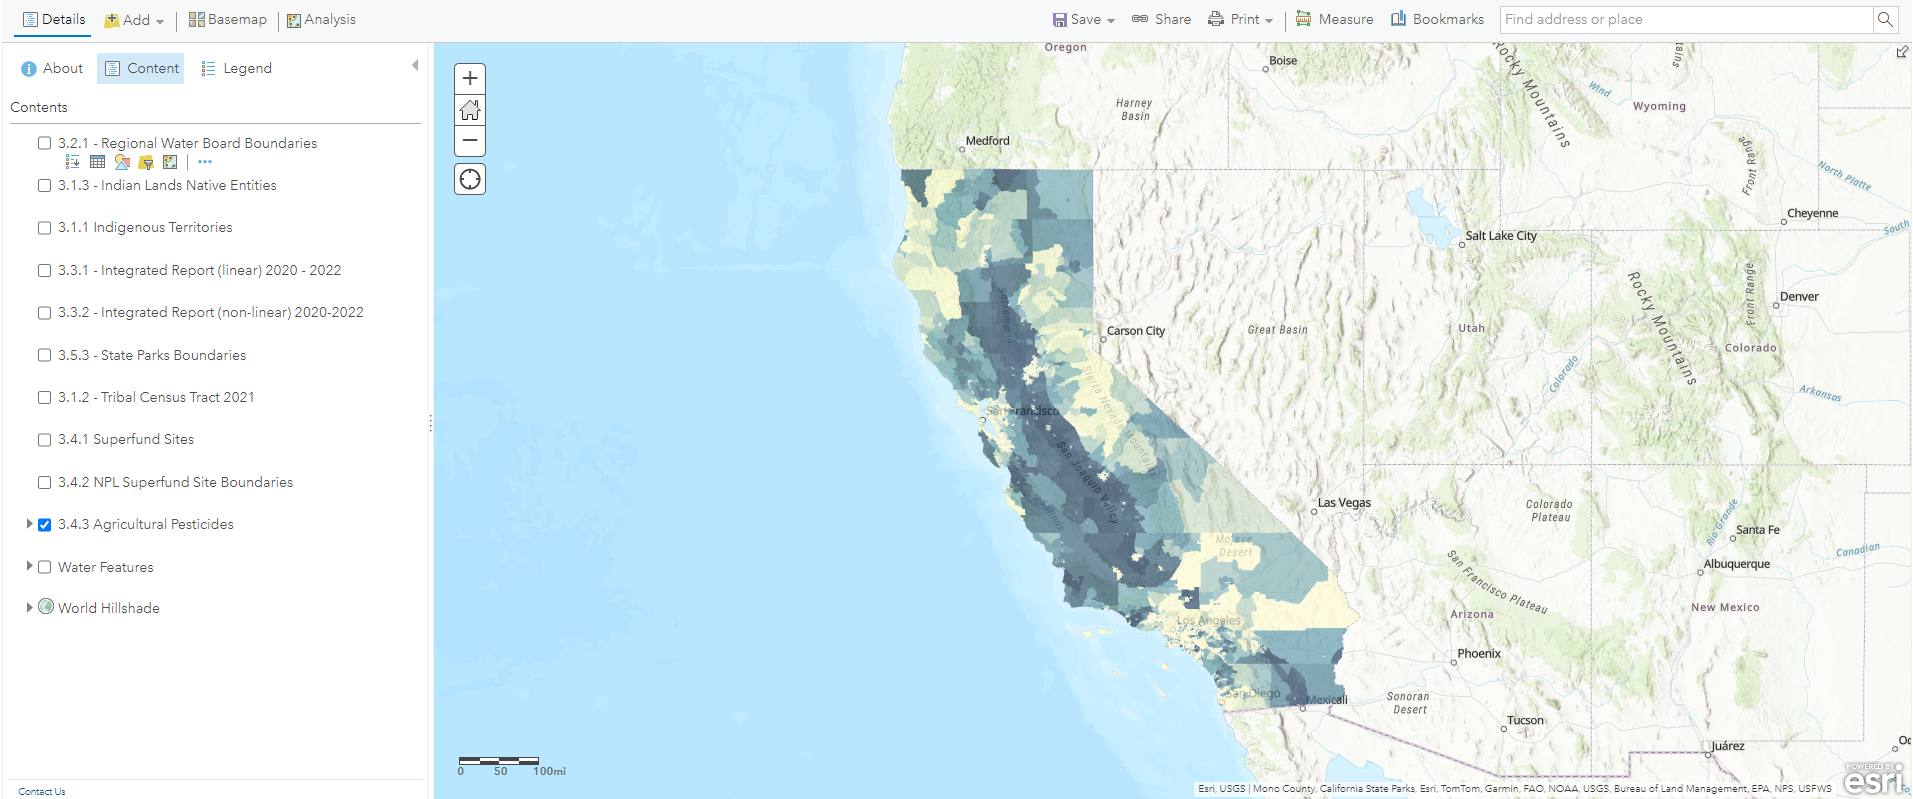 Details
Add
Basemap
Analysis
Save
Share
Print
Measure
Bookmarks
Find address or place
About
Content
Legend
Contents
3.2.1 - Regional Water Board Boundaries
3.1.3 - Indian Lands Native Entities
3.1.1 Indigenous Territories
3.3.1 - Integrated Report (linear) 2020 - 2022
3.3.2 - Integrated Report (non-linear) 2020-2022
3.5.3 - State Parks Boundaries
3.1.2 - Tribal Census Tract 2021
3.4.1 Superfund Sites
3.4.2 NPL Superfund Site Boundaries
3.4.3 Agricultural Pesticides
Water Features
World Hillshade
Contact Us
Oregon
Boise
Harney
Basin
Medford
Rocky Mountains
Wind
Wyoming
Front Range
North Platte
Cheyenne
South
Salt Lake City
Sacramento
Carson City
Great Basin
Utah
Rocky Mountains
Front Range
Denver
Colorado
Colorado
Arkansas
Sierra Nevada Mountains
San Francisco
San Joaquin Valley
Salinas
Las Vegas
Colorado
Plateau
Rio Grande
Santa Fe
Canadian
Mojave
Desert
San Francisco Plateau
Albuquerque
Arizona
New Mexico
Los Angeles
Phoenix
San Diego
Mexicali
Sonoran
Desert
Tucson
Juárez
0 50 100mi
Esri, USGS | Mono County, California State Parks, Esri, TomTom, Garmin, FAO, NOAA, USGS, Bureau of Land Management, EPA, NPS, USFWS
POWERED BY
esri